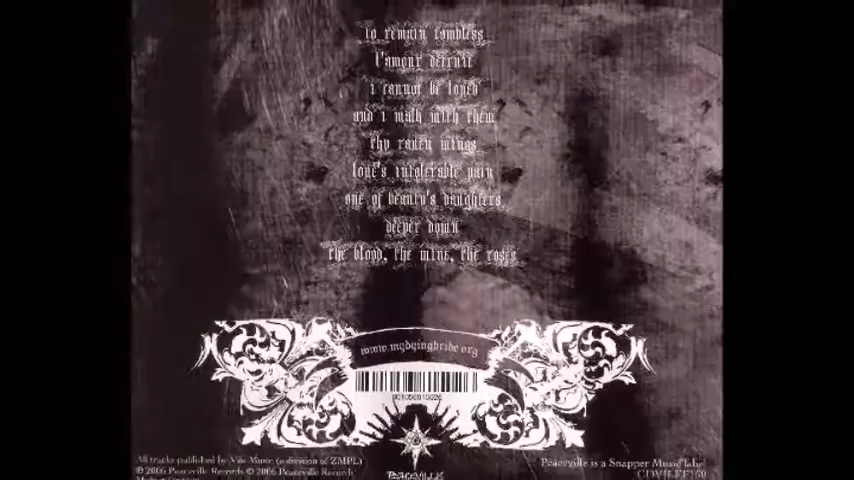 to remain tombless
l'amour detruit
i cannot be loved
and i walk with them
thy raven wings
love's intolerable pain
one of beauty's daughters
deeper down
the blood, the wine, the roses
www.mydyingbride.org
PEACEVILLE
All tracks published by Vile Music (a division of ZMPL)
℗ 2006 Peaceville Records © 2006 Peaceville Records
Peaceville is a Snapper Music label